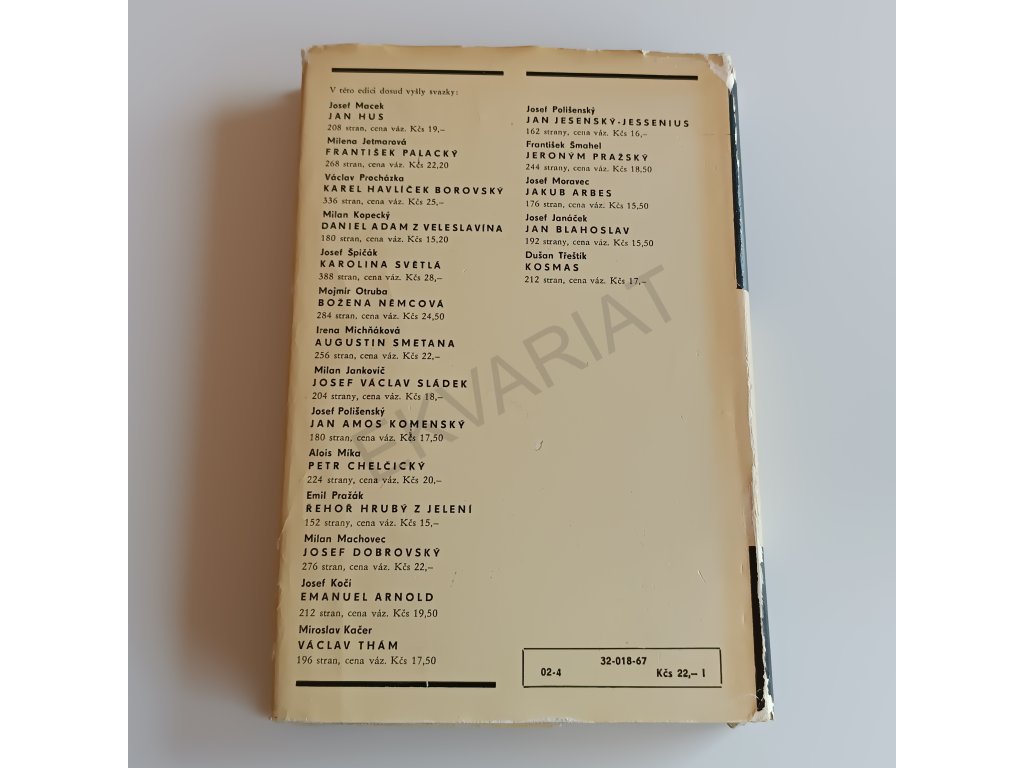 V této edici dosud vyšly svazky:
Josef Macek
JAN HUS
208 stran, cena váz. Kčs 19,–
Milena Jetmarová
FRANTIŠEK PALACKÝ
268 stran, cena váz. Kčs 22,20
Václav Procházka
KAREL HAVLÍČEK BOROVSKÝ
336 stran, cena váz. Kčs 25,–
Milan Kopecký
DANIEL ADAM Z VELESLAVÍNA
180 stran, cena váz. Kčs 15,20
Josef Špičák
KAROLINA SVĚTLÁ
388 stran, cena váz. Kčs 28,–
Mojmír Otruba
BOŽENA NĚMCOVÁ
284 stran, cena váz. Kčs 24,50
Irena Michňáková
AUGUSTIN SMETANA
256 stran, cena váz. Kčs 22,–
Milan Jankovič
JOSEF VÁCLAV SLÁDEK
204 strany, cena váz. Kčs 18,–
Josef Polišenský
JAN AMOS KOMENSKÝ
180 stran, cena váz. Kčs 17,50
Alois Míka
PETR CHELČICKÝ
224 strany, cena váz. Kčs 20,–
Emil Pražák
ŘEHOŘ HRUBÝ Z JELENÍ
152 strany, cena váz. Kčs 15,–
Milan Machovec
JOSEF DOBROVSKÝ
276 stran, cena váz. Kčs 22,–
Josef Kočí
EMANUEL ARNOLD
212 stran, cena váz. Kčs 19,50
Miroslav Kačer
VÁCLAV THÁM
196 stran, cena váz. Kčs 17,50
Josef Polišenský
JAN JESENSKÝ-JESSENIUS
162 strany, cena váz. Kčs 16,–
František Šmahel
JERONÝM PRAŽSKÝ
244 strany, cena váz. Kčs 18,50
Josef Moravec
JAKUB ARBES
176 stran, cena váz. Kčs 15,50
Josef Janáček
JAN BLAHOSLAV
192 strany, cena váz. Kčs 15,50
Dušan Třeštík
KOSMAS
212 stran, cena váz. Kčs 17,–
32-018-67
02-4 Kčs 22,– I
EKVARIAT